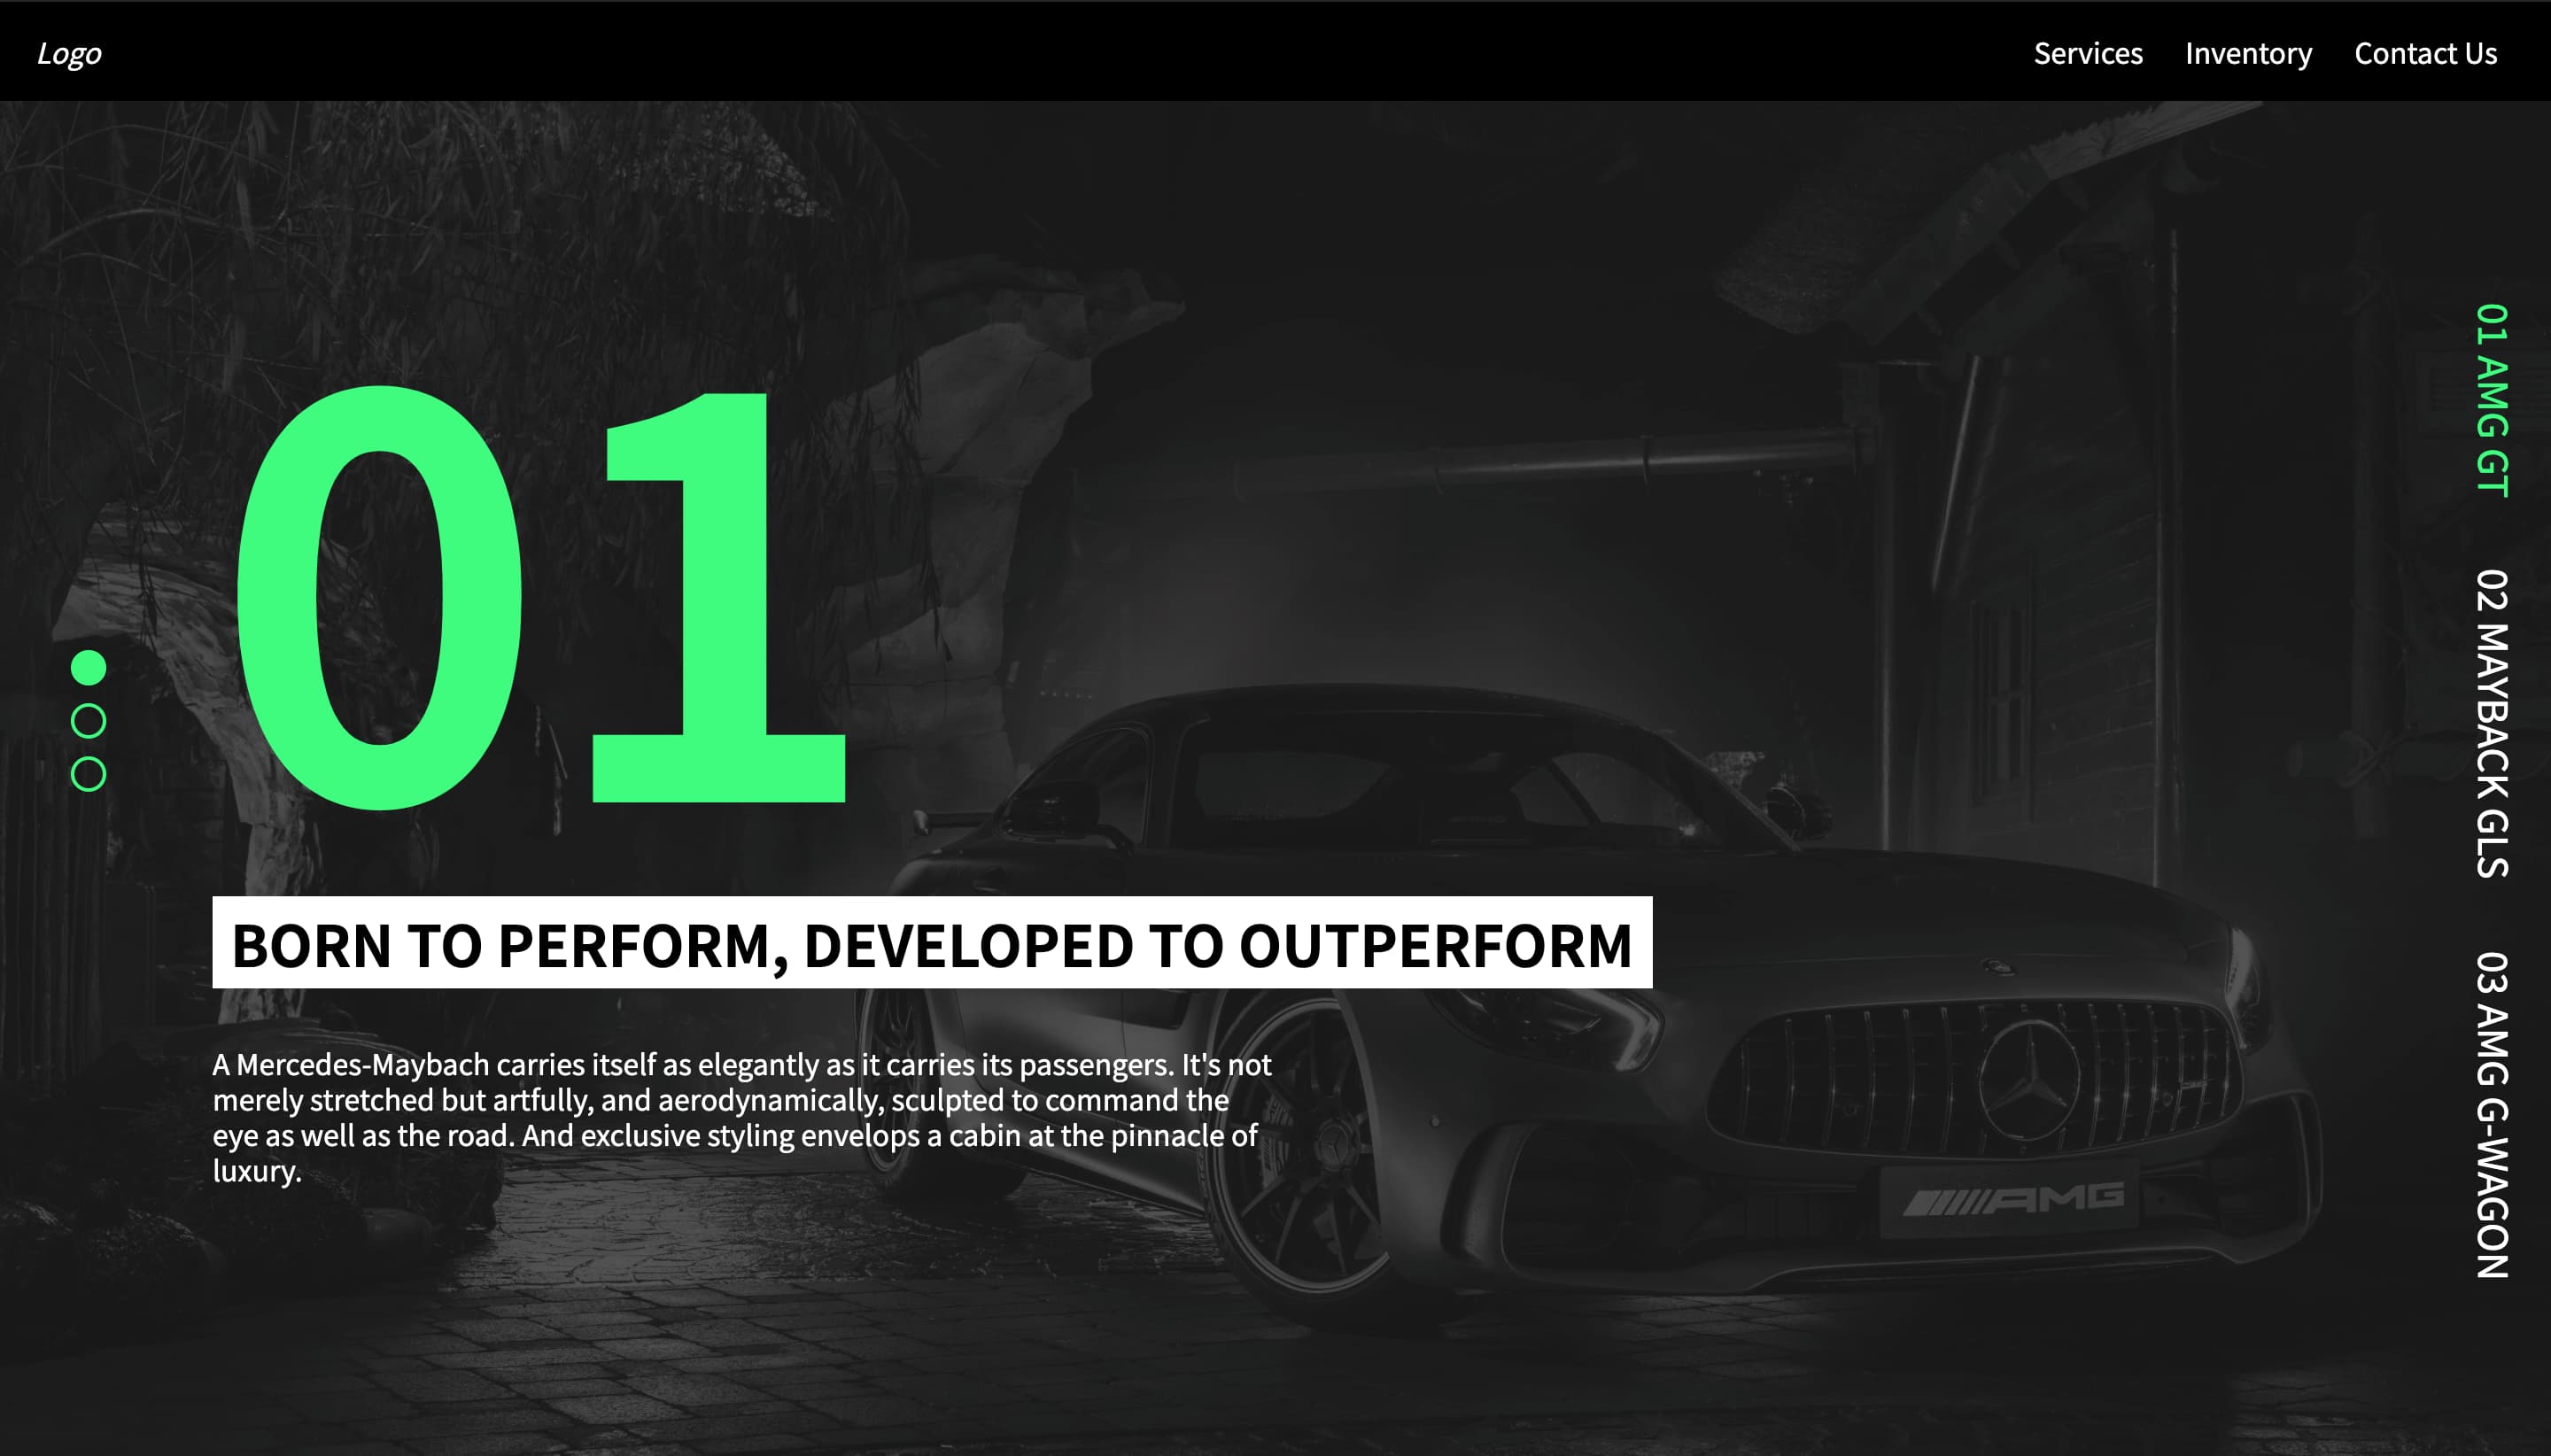 Logo
Services
Inventory
Contact Us
01
BORN TO PERFORM, DEVELOPED TO OUTPERFORM
A Mercedes-Maybach carries itself as elegantly as it carries its passengers. It's not
merely stretched but artfully, and aerodynamically, sculpted to command the
eye as well as the road. And exclusive styling envelops a cabin at the pinnacle of
luxury.
AMG
01 AMG GT
02 MAYBACK GLS
03 AMG G-WAGON